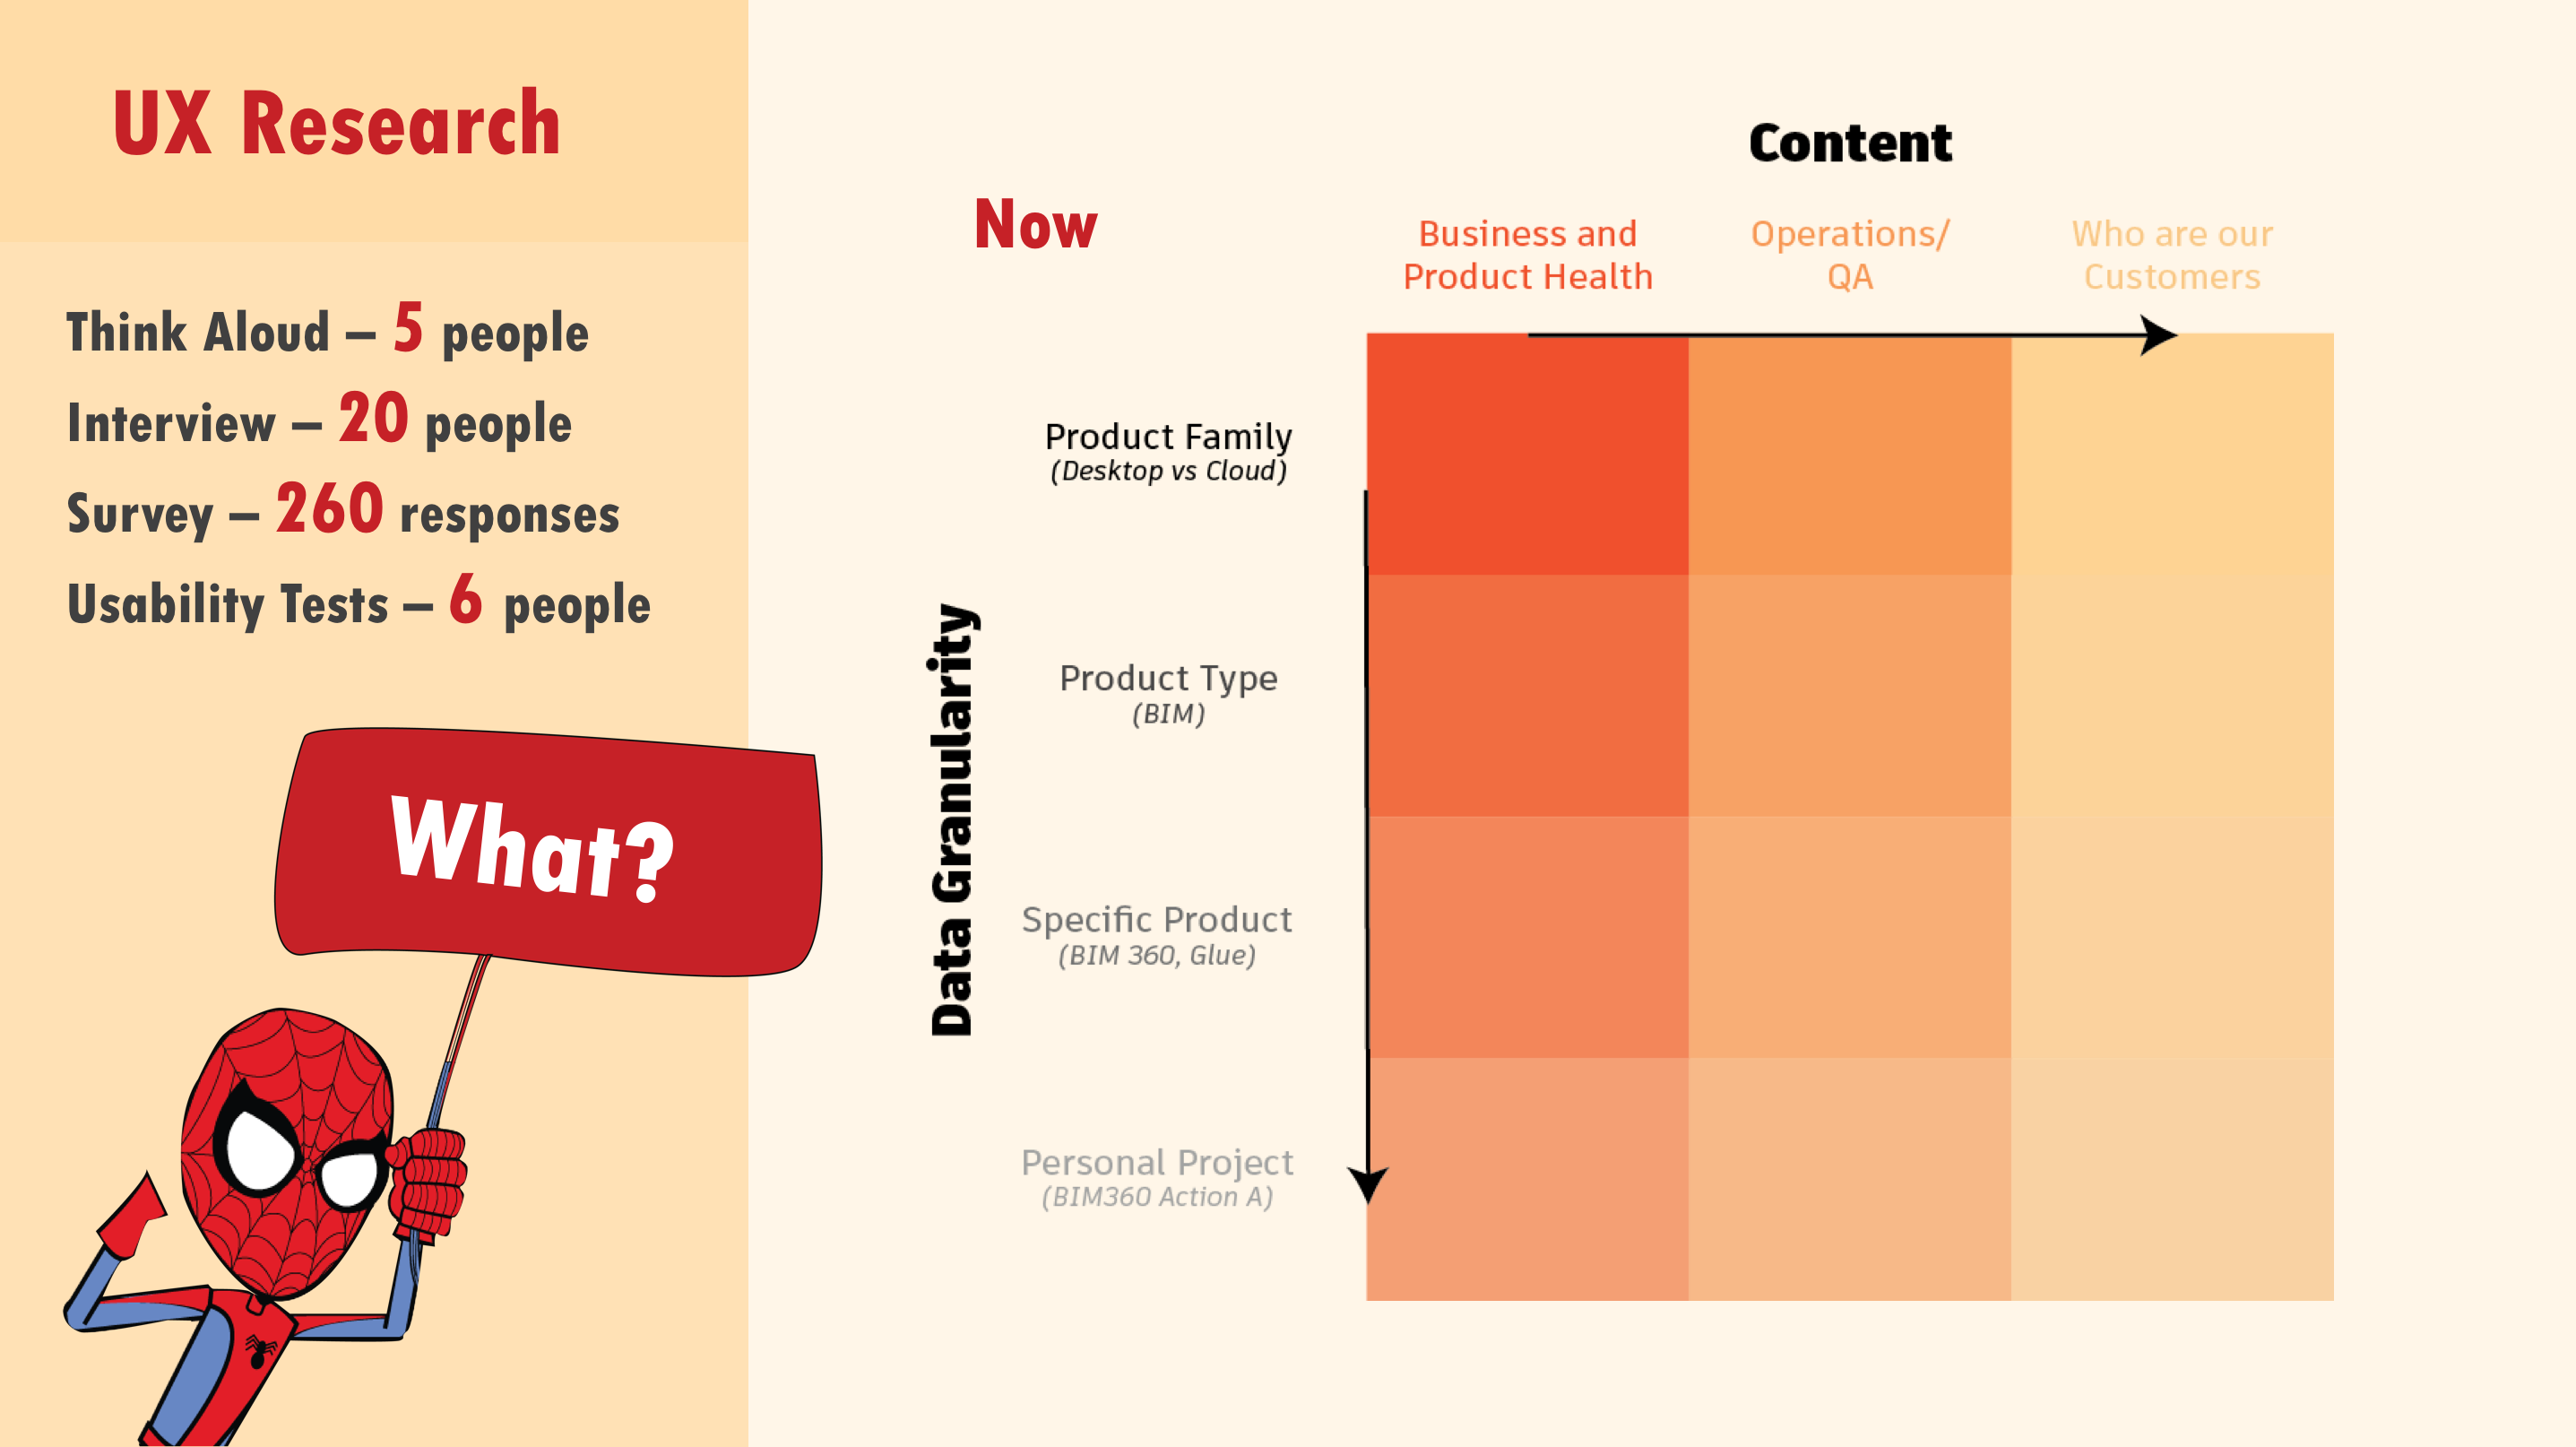 UX Research
Think Aloud – 5 people
Interview – 20 people
Survey – 260 responses
Usability Tests – 6 people
What?
Now
Content
Business and
Product Health
Operations/
QA
Who are our
Customers
Data Granularity
Product Family
(Desktop vs Cloud)
Product Type
(BIM)
Specific Product
(BIM 360, Glue)
Personal Project
(BIM360 Action A)